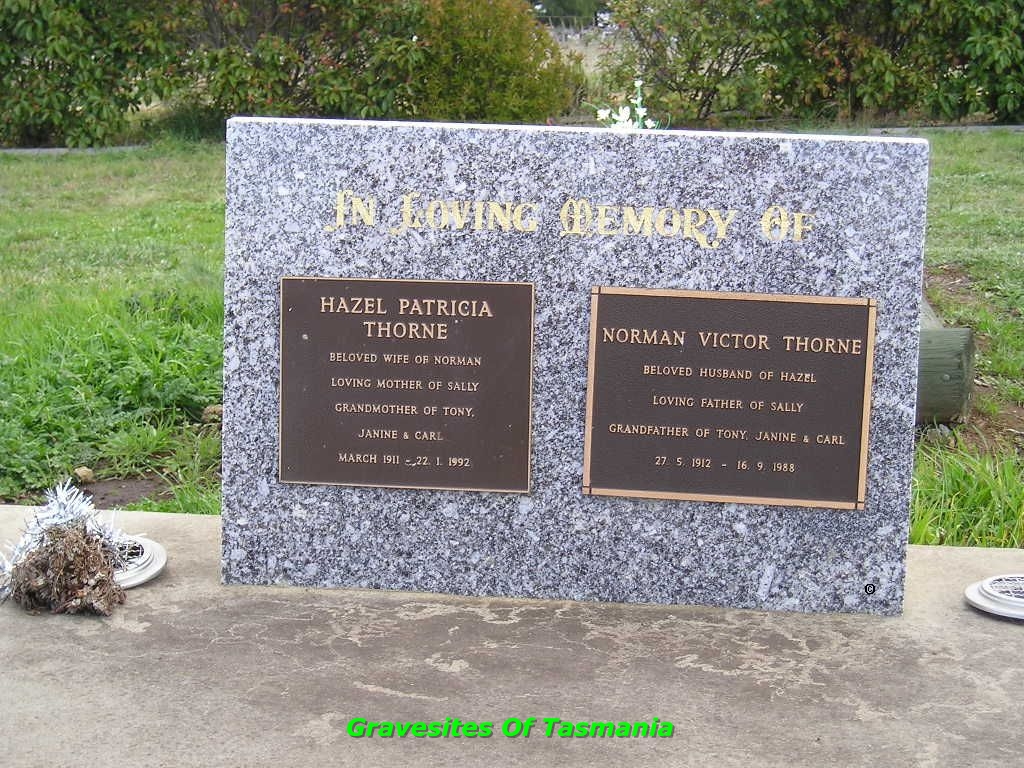 In Loving Memory Of
HAZEL PATRICIA
THORNE
BELOVED WIFE OF NORMAN
LOVING MOTHER OF SALLY
GRANDMOTHER OF TONY,
JANINE & CARL
MARCH 1911 - 22. 1. 1992
NORMAN VICTOR THORNE
BELOVED HUSBAND OF HAZEL
LOVING FATHER OF SALLY
GRANDFATHER OF TONY, JANINE & CARL
27. 5. 1912 - 16. 9. 1988
Gravesites Of Tasmania